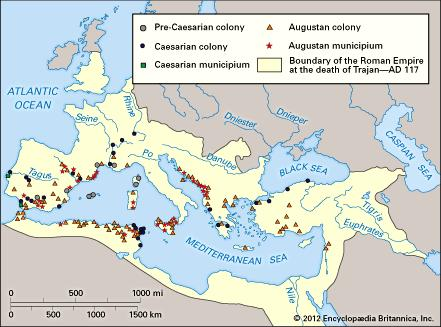 Pre-Caesarian colony
Caesarian colony
Caesarian municipium
Augustan colony
Augustan municipium
Boundary of the Roman Empire
at the death of Trajan—AD 117
ATLANTIC
OCEAN
Rhine
Seine
Dniester
Dnieper
CASPIAN SEA
Po
Danube
BLACK SEA
Tagus
Tigris
Euphrates
MEDITERRANEAN SEA
Nile
0 500 1000 mi
0 500 1000 1500 km
© 2012 Encyclopædia Britannica, Inc.